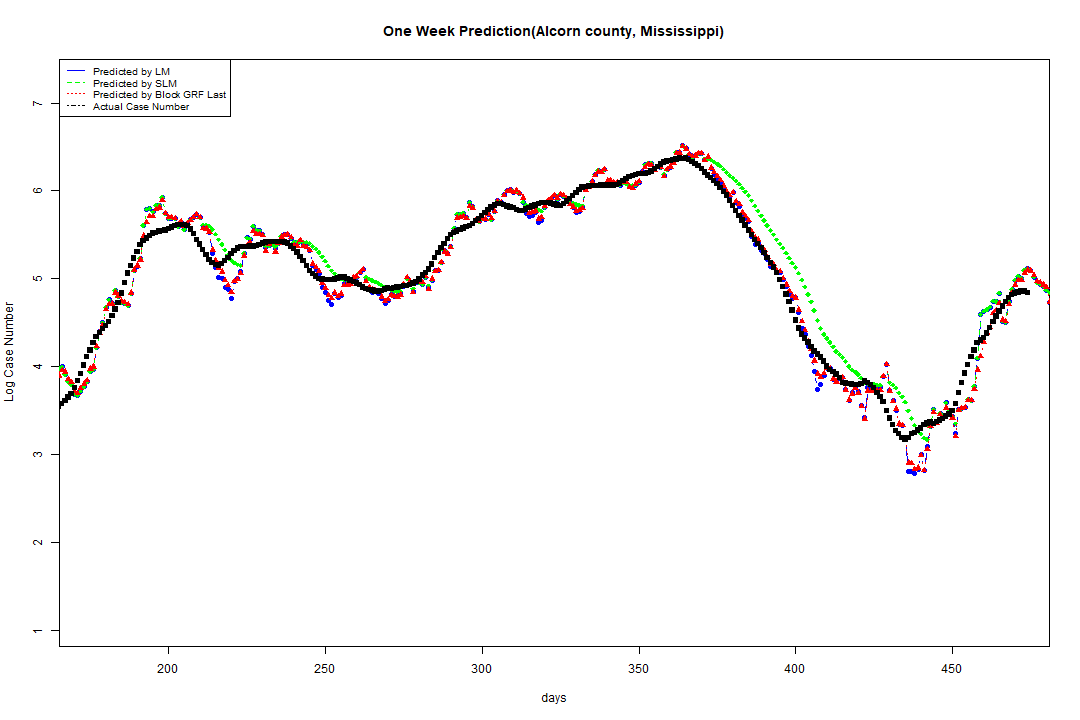 One Week Prediction(Alcorn county, Mississippi)
Predicted by LM
Predicted by SLM
Predicted by Block GRF Last
Actual Case Number
7
6
5
4
3
2
1
Log Case Number
200 250 300 350 400 450
days